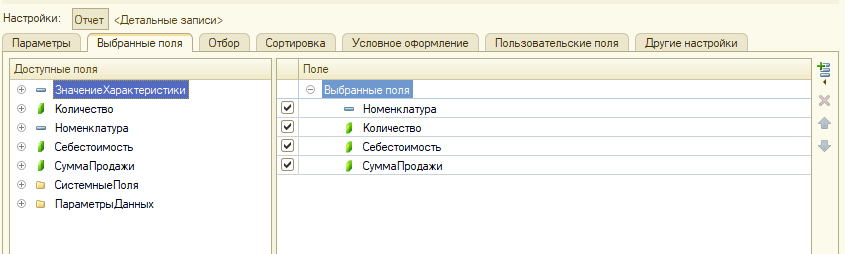 Настройки: Отчет <Детальные записи>
Параметры Выбранные поля Отбор Сортировка Условное оформление Пользовательские поля Другие настройки
Доступные поля
ЗначениеХарактеристики
Количество
Номенклатура
Себестоимость
СуммаПродажи
СистемныеПоля
ПараметрыДанных
Поле
Выбранные поля
Номенклатура
Количество
Себестоимость
СуммаПродажи